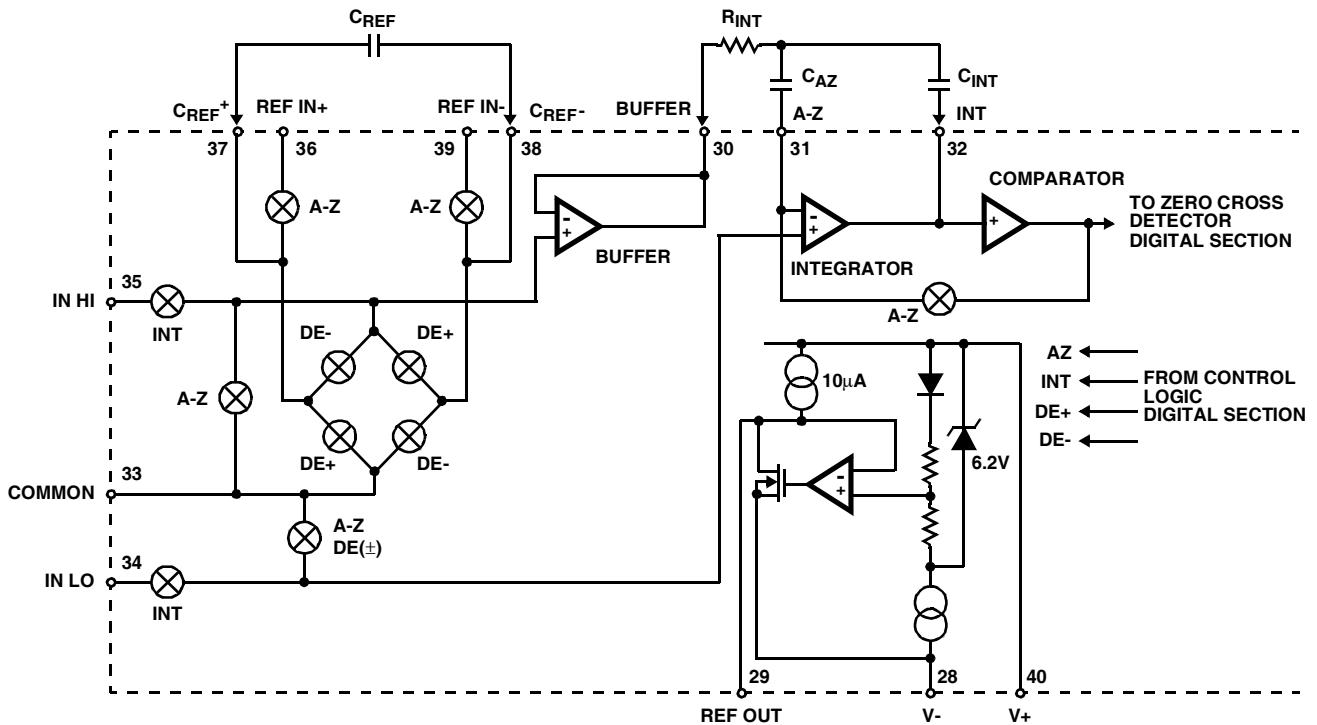 CREF
RINT
CAZ
CINT
CREF+
REF IN+
REF IN-
CREF-
BUFFER
A-Z
INT
37
36
39
38
30
31
32
A-Z
A-Z
-
+
BUFFER
-
+
INTEGRATOR
COMPARATOR
+
TO ZERO CROSS
DETECTOR
DIGITAL SECTION
A-Z
35
IN HI
INT
DE-
DE+
A-Z
DE+
DE-
33
COMMON
A-Z
DE(±)
34
IN LO
INT
10µA
-
+
6.2V
AZ
INT
DE+
DE-
FROM CONTROL
LOGIC
DIGITAL SECTION
29
28
40
REF OUT
V-
V+